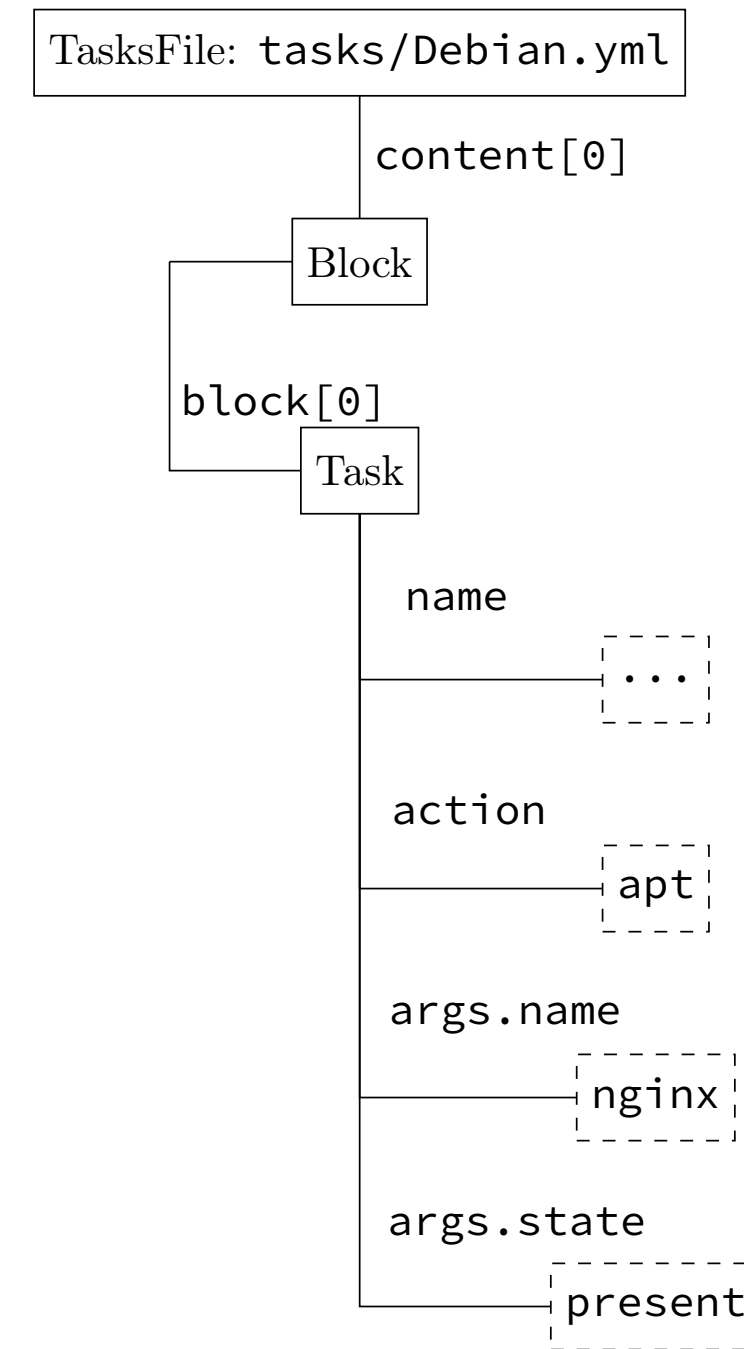 TasksFile: tasks/Debian.yml
content[0]
Block
block[0]
Task
name
...
action
apt
args.name
nginx
args.state
present